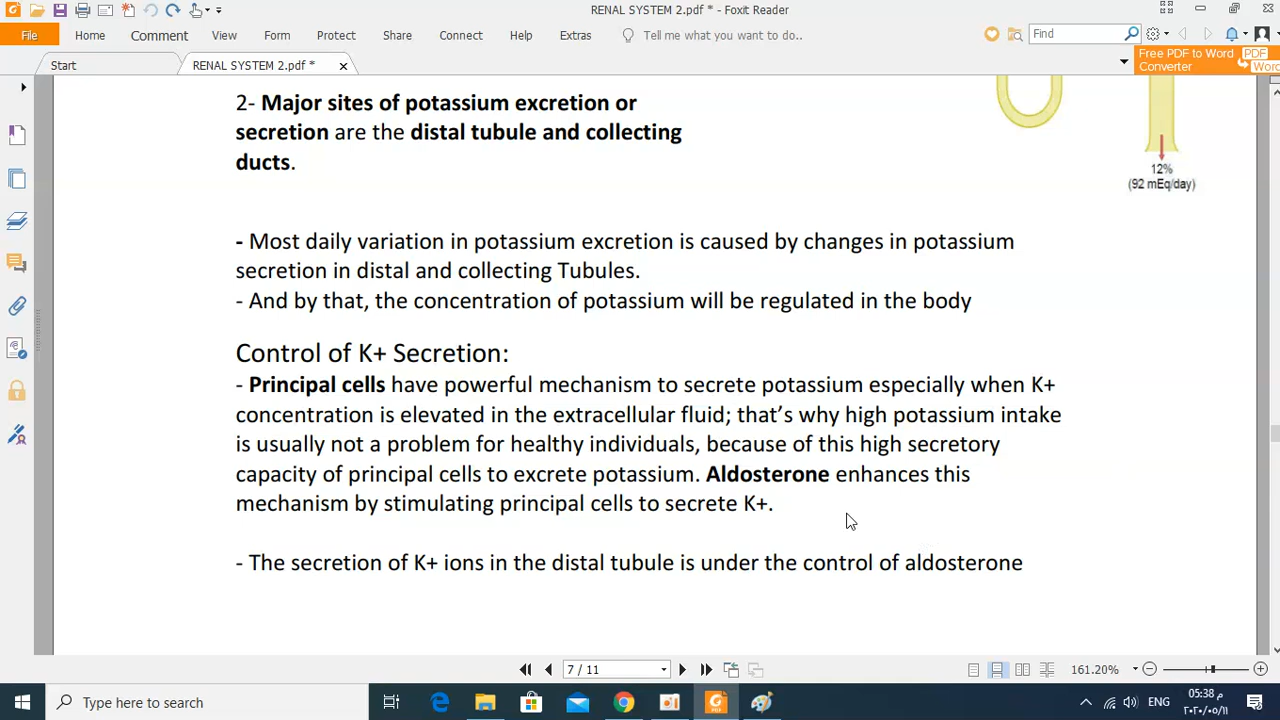 RENAL SYSTEM 2.pdf * - Foxit Reader
File Home Comment View Form Protect Share Connect Help Extras Tell me what you want to do.. Find
Start RENAL SYSTEM 2.pdf *
Free PDF to Word Converter
PDF
Word
2- Major sites of potassium excretion or
secretion are the distal tubule and collecting
ducts.
12%
(92 mEq/day)
- Most daily variation in potassium excretion is caused by changes in potassium
secretion in distal and collecting Tubules.
- And by that, the concentration of potassium will be regulated in the body
Control of K+ Secretion:
- Principal cells have powerful mechanism to secrete potassium especially when K+
concentration is elevated in the extracellular fluid; that's why high potassium intake
is usually not a problem for healthy individuals, because of this high secretory
capacity of principal cells to excrete potassium. Aldosterone enhances this
mechanism by stimulating principal cells to secrete K+.
- The secretion of K+ ions in the distal tubule is under the control of aldosterone
7 / 11
161.20%
Type here to search
ENG
05:38 م
٢٠٢٠/٠٥/١١